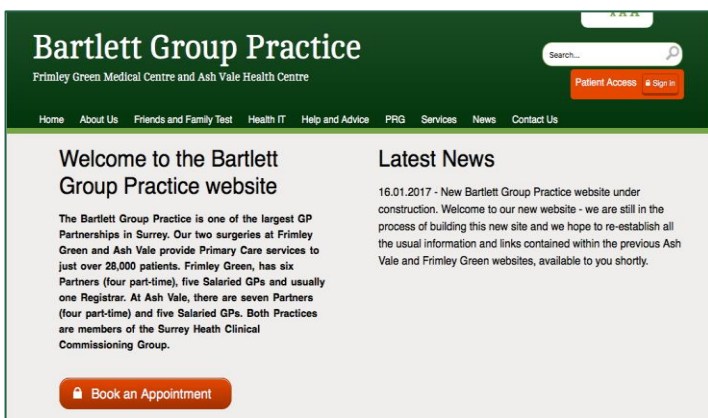 A A A
Bartlett Group Practice
Frimley Green Medical Centre and Ash Vale Health Centre
Search...
Patient Access Sign In
Home About Us Friends and Family Test Health IT Help and Advice PRG Services News Contact Us
Welcome to the Bartlett
Group Practice website
The Bartlett Group Practice is one of the largest GP
Partnerships in Surrey. Our two surgeries at Frimley
Green and Ash Vale provide Primary Care services to
just over 28,000 patients. Frimley Green, has six
Partners (four part-time), five Salaried GPs and usually
one Registrar. At Ash Vale, there are seven Partners
(four part-time) and five Salaried GPs. Both Practices
are members of the Surrey Heath Clinical
Commissioning Group.
Book an Appointment
Latest News
16.01.2017 - New Bartlett Group Practice website under
construction. Welcome to our new website - we are still in the
process of building this new site and we hope to re-establish all
the usual information and links contained within the previous Ash
Vale and Frimley Green websites, available to you shortly.